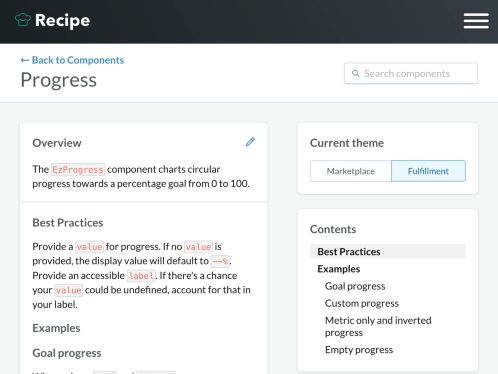 Recipe
← Back to Components
Progress
Search components
Overview
The EzProgress component charts circular
progress towards a percentage goal from 0 to 100.
Best Practices
Provide a value for progress. If no value is
provided, the display value will default to --%.
Provide an accessible label. If there's a chance
your value could be undefined, account for that in
your label.
Examples
Goal progress
Current theme
Marketplace
Fulfillment
Contents
Best Practices
Examples
Goal progress
Custom progress
Metric only and inverted
progress
Empty progress